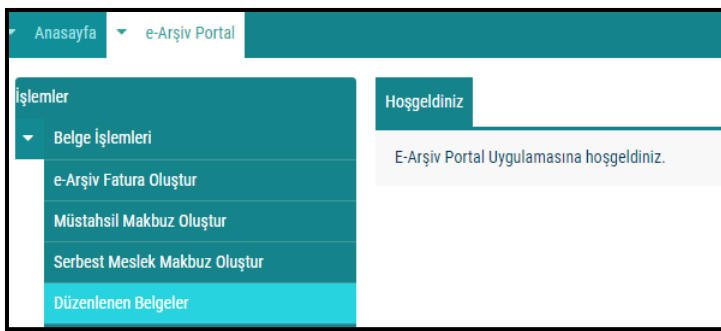 Anasayfa e-Arşiv Portal
İşlemler
Belge İşlemleri
e-Arşiv Fatura Oluştur
Müstahsil Makbuz Oluştur
Serbest Meslek Makbuz Oluştur
Düzenlenen Belgeler
Hoşgeldiniz
E-Arşiv Portal Uygulamasına hoşgeldiniz.